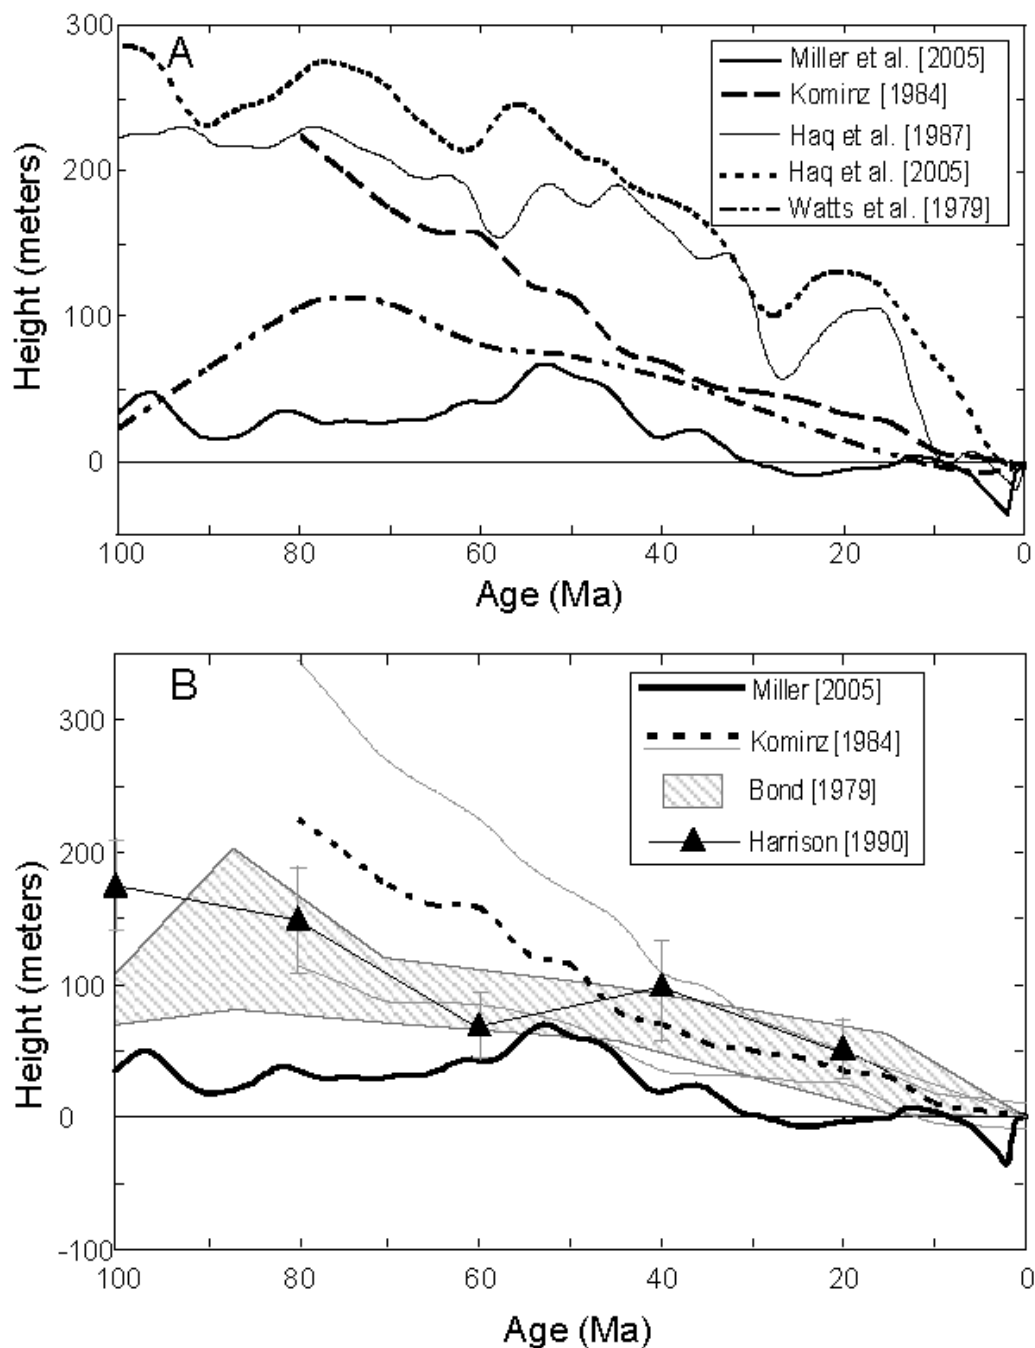 A
300
200
100
0
Height (meters)
Miller et al. [2005]
Kominz [1984]
Haq et al. [1987]
Haq et al. [2005]
Watts et al. [1979]
100 80 60 40 20 0
Age (Ma)
B
300
200
100
0
-100
Height (meters)
Miller [2005]
Kominz [1984]
Bond [1979]
Harrison [1990]
100 80 60 40 20 0
Age (Ma)